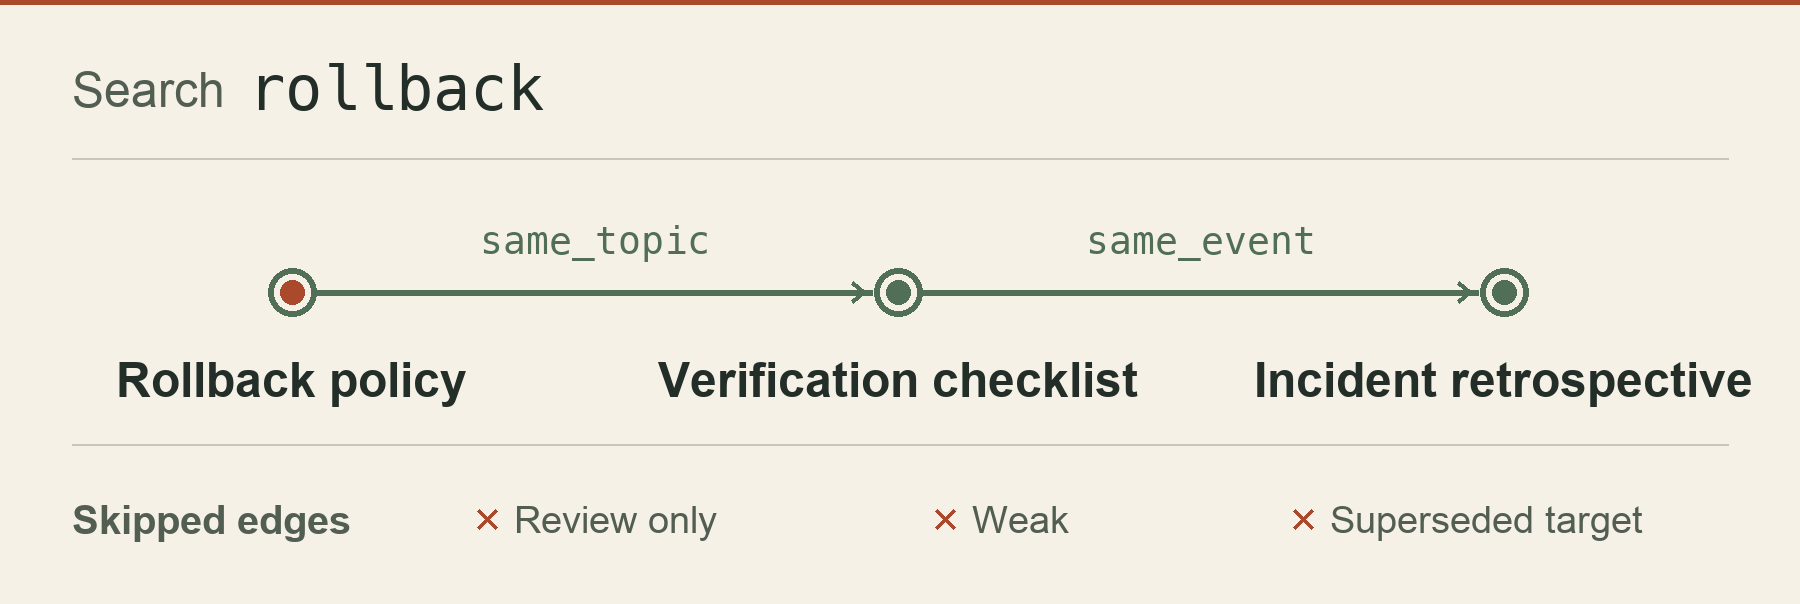 Search rollback
same_topic same_event
Rollback policy Verification checklist Incident retrospective
Skipped edges × Review only × Weak × Superseded target